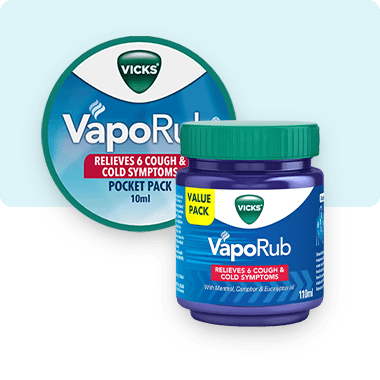 VICKS
VapoRub®
RELIEVES 6 COUGH &
COLD SYMPTOMS
POCKET PACK
10ml
VALUE
PACK
VICKS
VapoRub
RELIEVES 6 COUGH &
COLD SYMPTOMS
With Menthol, Camphor & Eucalyptus oil
110ml